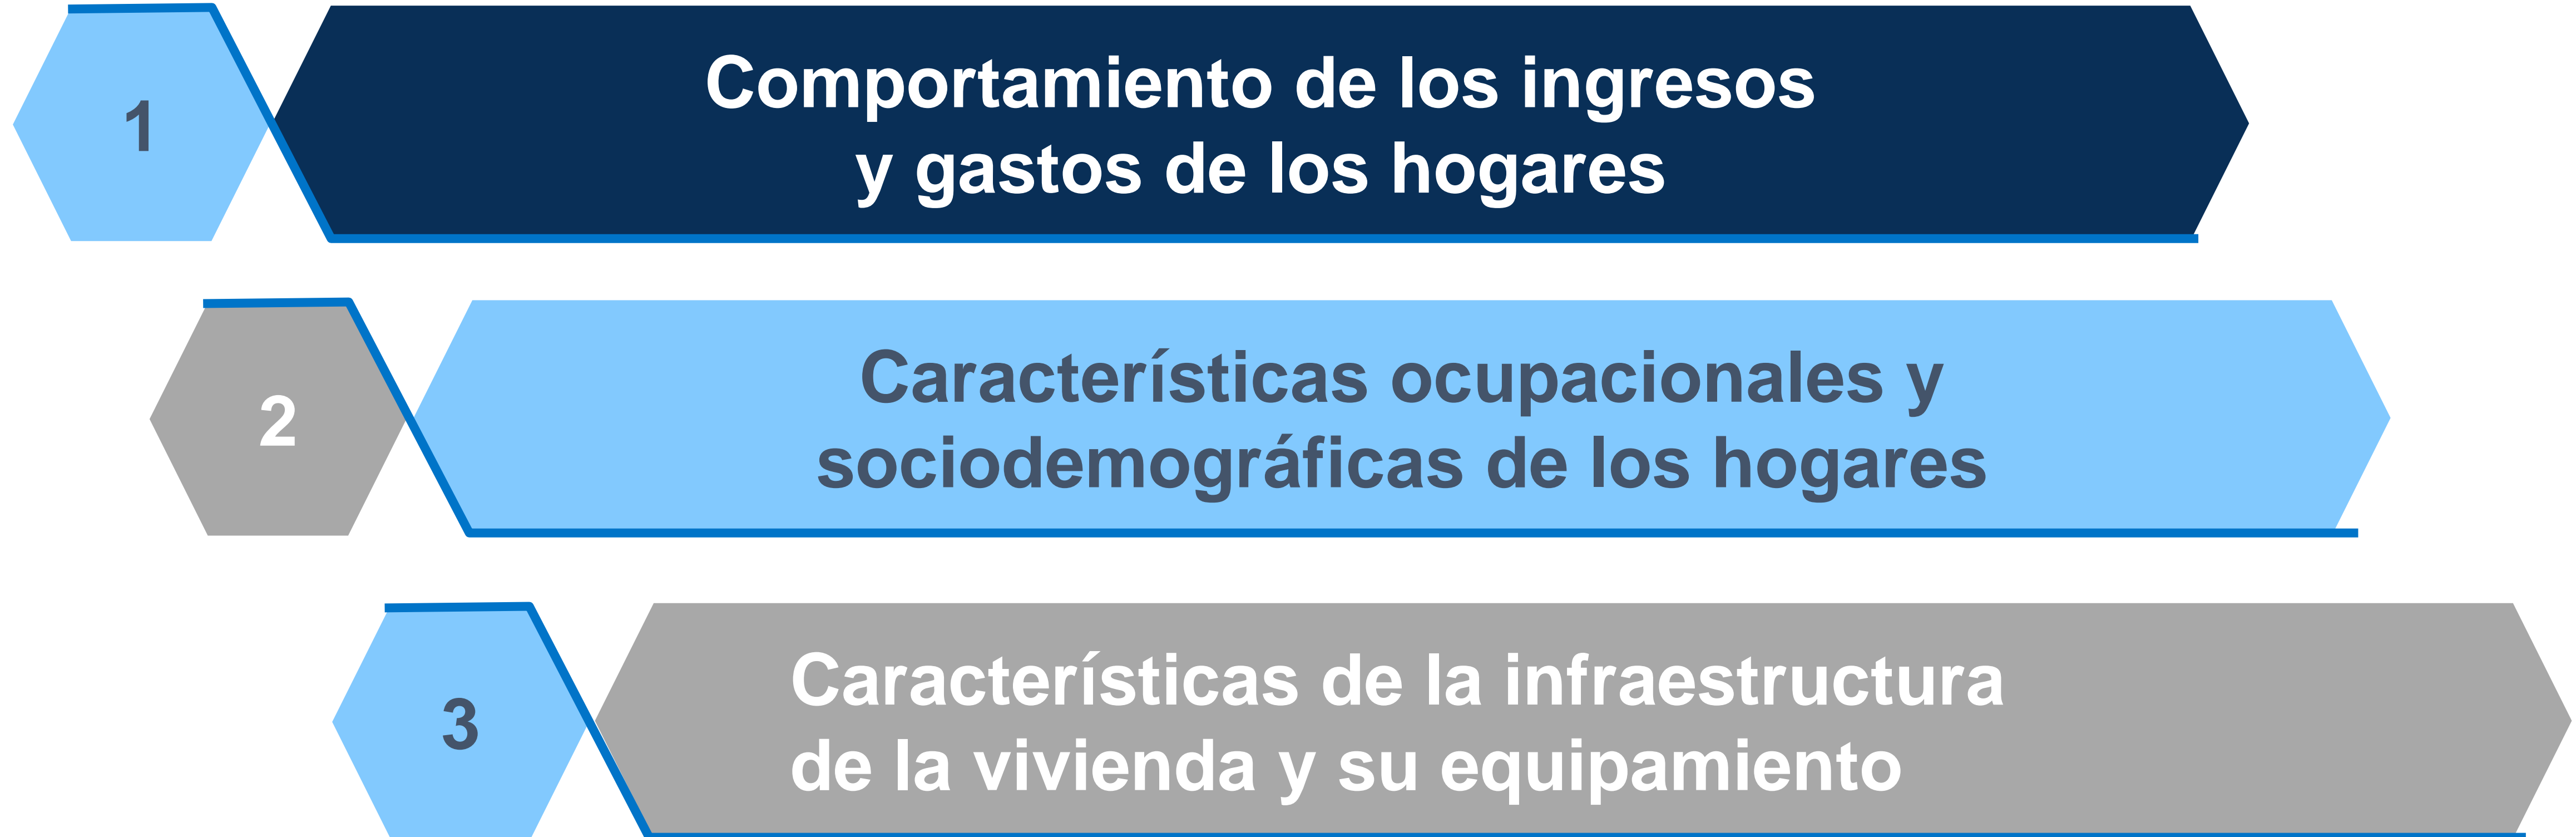 1
Comportamiento de los ingresos
y gastos de los hogares
2
Características ocupacionales y
sociodemográficas de los hogares
3
Características de la infraestructura
de la vivienda y su equipamiento